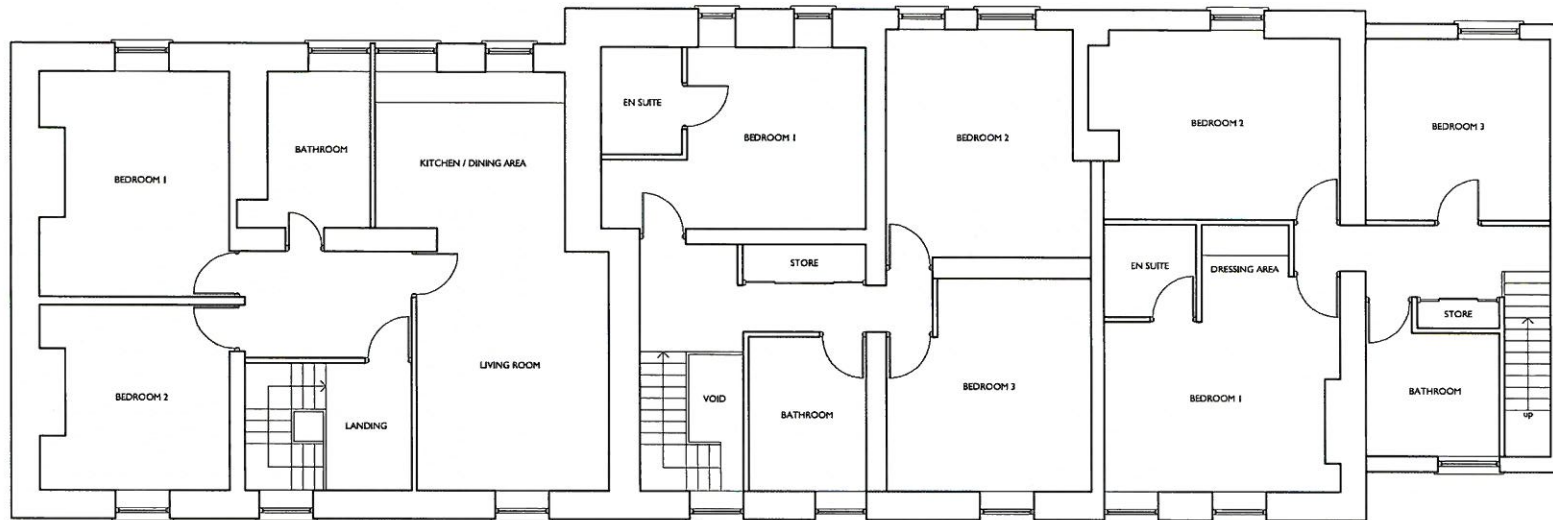 BEDROOM 1
BATHROOM
KITCHEN / DINING AREA
BEDROOM 2
LANDING
LIVING ROOM
EN SUITE
BEDROOM 1
STORE
VOID
BATHROOM
BEDROOM 2
BEDROOM 3
BEDROOM 2
EN SUITE
DRESSING AREA
BEDROOM 1
BEDROOM 3
STORE
BATHROOM
up